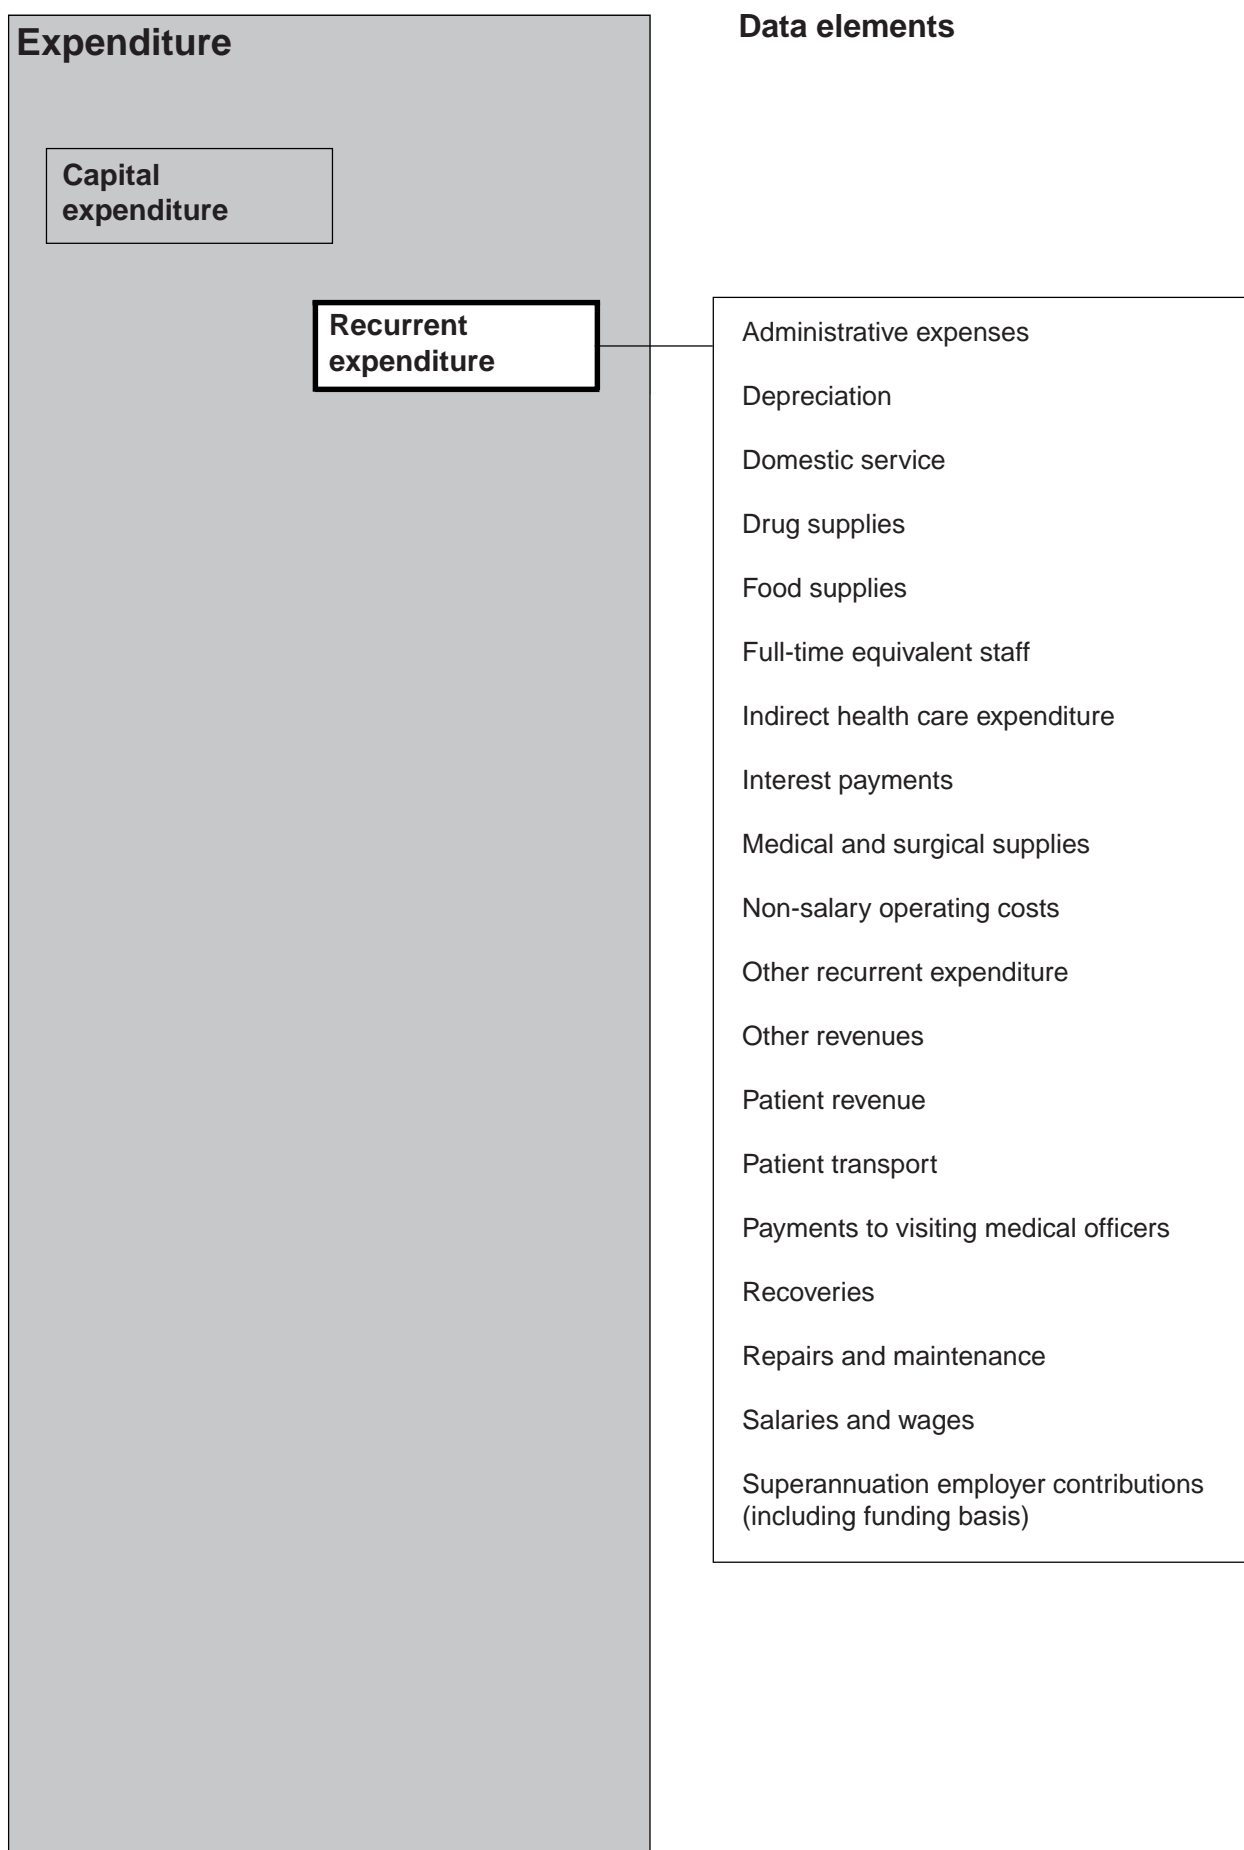 Expenditure
Data elements
Capital
expenditure
Recurrent
expenditure
Administrative expenses
Depreciation
Domestic service
Drug supplies
Food supplies
Full-time equivalent staff
Indirect health care expenditure
Interest payments
Medical and surgical supplies
Non-salary operating costs
Other recurrent expenditure
Other revenues
Patient revenue
Patient transport
Payments to visiting medical officers
Recoveries
Repairs and maintenance
Salaries and wages
Superannuation employer contributions
(including funding basis)